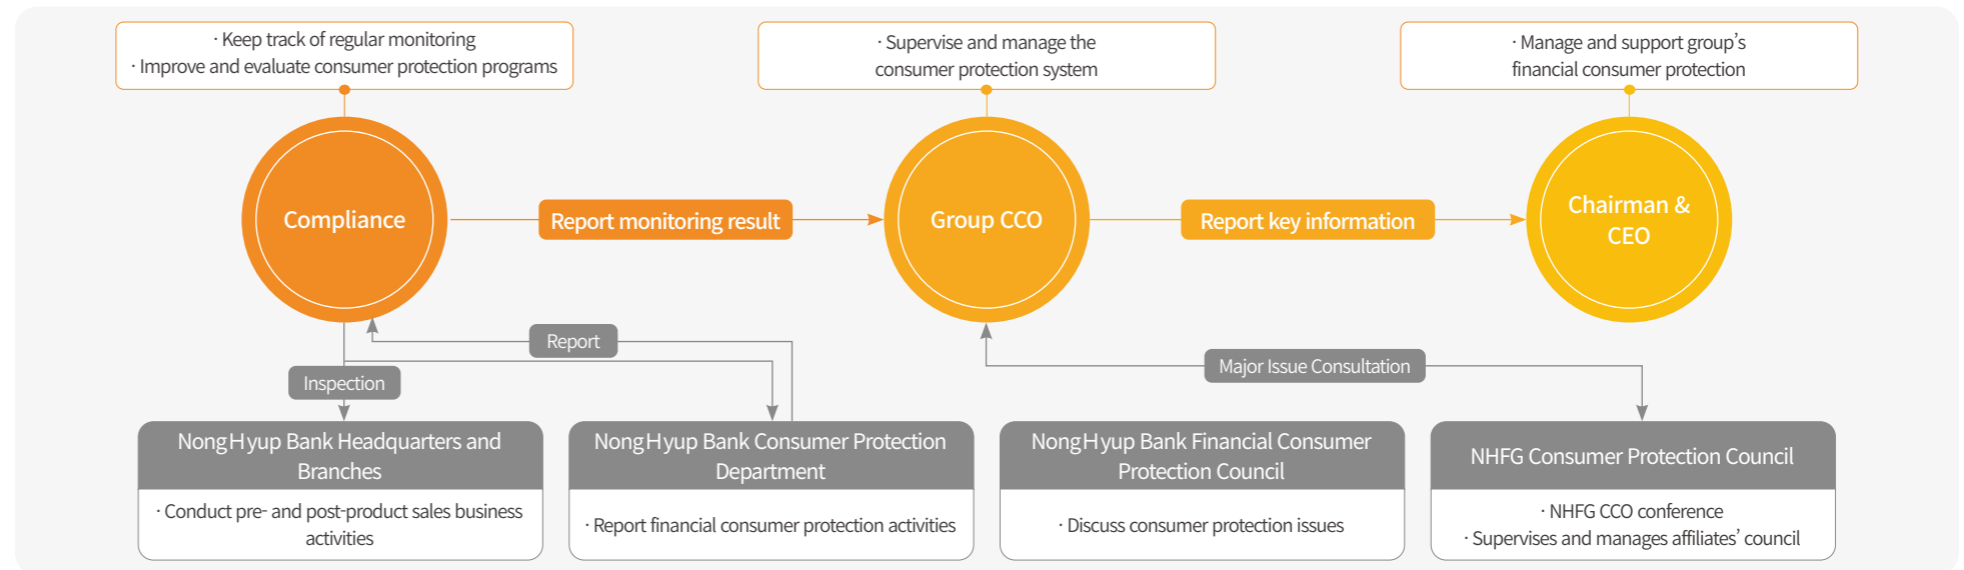 · Keep track of regular monitoring
· Improve and evaluate consumer protection programs
· Supervise and manage the
consumer protection system
· Manage and support group’s
financial consumer protection
Compliance
Report monitoring result
Group CCO
Report key information
Chairman &
CEO
Report
Inspection
Major Issue Consultation
NongHyup Bank Headquarters and
Branches
· Conduct pre- and post-product sales business
activities
NongHyup Bank Consumer Protection
Department
· Report financial consumer protection activities
NongHyup Bank Financial Consumer
Protection Council
· Discuss consumer protection issues
NHFG Consumer Protection Council
· NHFG CCO conference
· Supervises and manages affiliates’ council